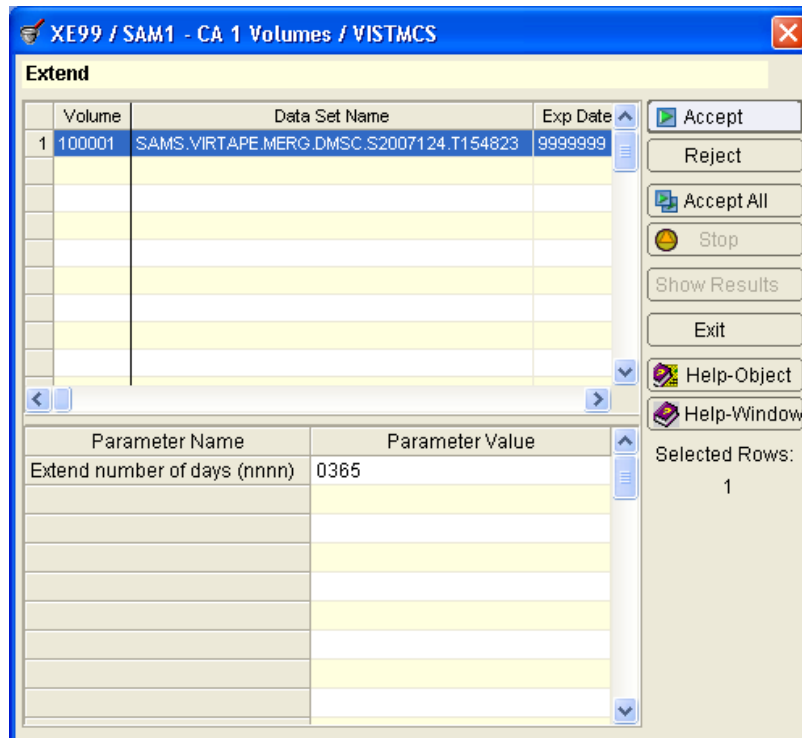 XE99 / SAM1 - CA 1 Volumes / VISTMCS
Extend
Volume Data Set Name Exp Date
1 100001 SAMS.VIRTAPE.MERG.DMSC.S2007124.T154823 9999999
Accept
Reject
Accept All
Stop
Show Results
Exit
Help-Object
Help-Window
Selected Rows:
1
Parameter Name Parameter Value
Extend number of days (nnnn) 0365